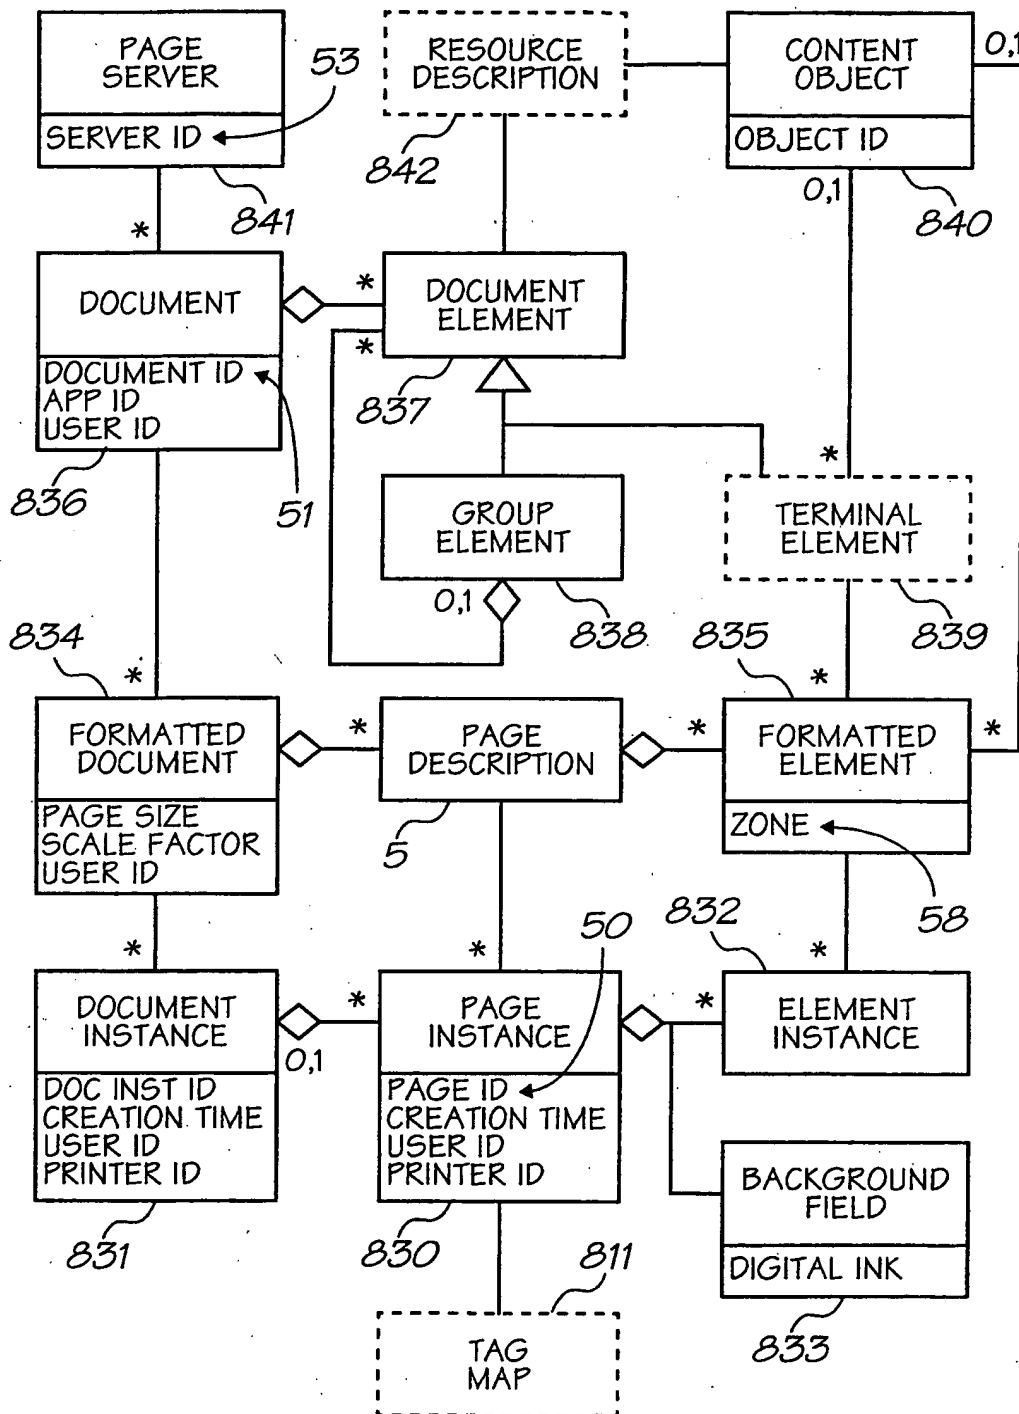 PAGE
SERVER
SERVER ID
53
841
RESOURCE
DESCRIPTION
842
CONTENT
OBJECT
OBJECT ID
0,1
0,1
840
*
DOCUMENT
DOCUMENT ID
APP ID
USER ID
836
51
*
*
DOCUMENT
ELEMENT
837
GROUP
ELEMENT
0,1
838
*
TERMINAL
ELEMENT
839
834
*
FORMATTED
DOCUMENT
PAGE SIZE
SCALE FACTOR
USER ID
*
PAGE
DESCRIPTION
5
835
*
*
*
FORMATTED
ELEMENT
ZONE
58
*
DOCUMENT
INSTANCE
0,1
DOC INST ID
CREATION TIME
USER ID
PRINTER ID
831
*
*
50
PAGE
INSTANCE
PAGE ID
CREATION TIME
USER ID
PRINTER ID
830
832
*
*
ELEMENT
INSTANCE
BACKGROUND
FIELD
DIGITAL INK
833
811
TAG
MAP